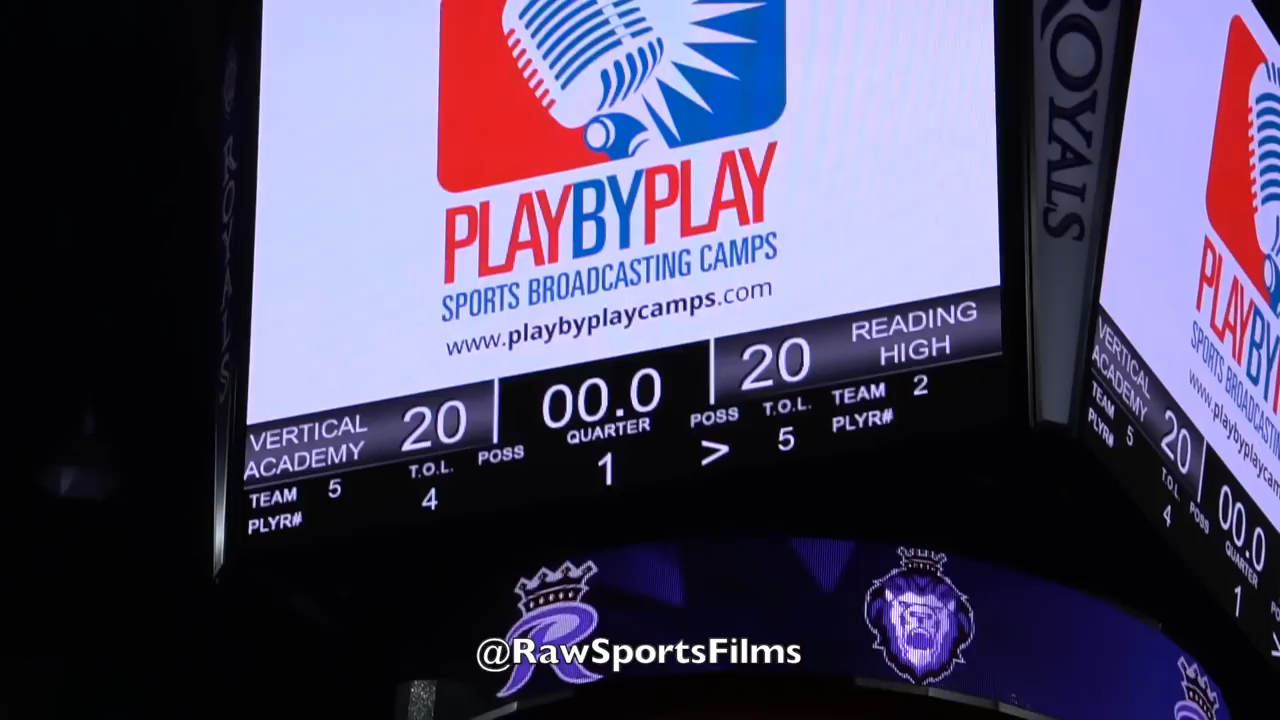 PLAYBYPLAY
SPORTS BROADCASTING CAMPS
www.playbyplaycamps.com
VERTICAL ACADEMY
20
00.0
20
READING HIGH
QUARTER
1
T.O.L.
4
POSS
POSS
>
T.O.L.
5
TEAM
5
PLYR#
TEAM
2
PLYR#
ROYALS
ROYALS
PLAYBY
SPORTS BROADCASTIN
www.playbyplaycam
VERTICAL ACADEMY
20
00.0
TEAM
5
PLYR#
T.O.L.
4
POSS
QUARTER
1
R
@RawSportsFilms